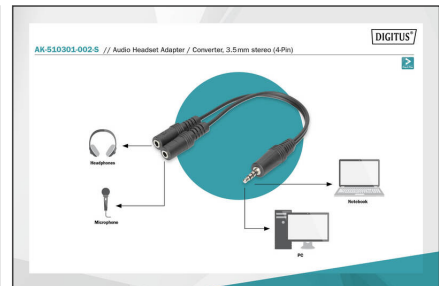 DIGITUS®
AK-510301-002-S // Audio Headset Adapter / Converter, 3.5mm stereo (4-Pin)
Headphones
Microphone
Notebook
PC